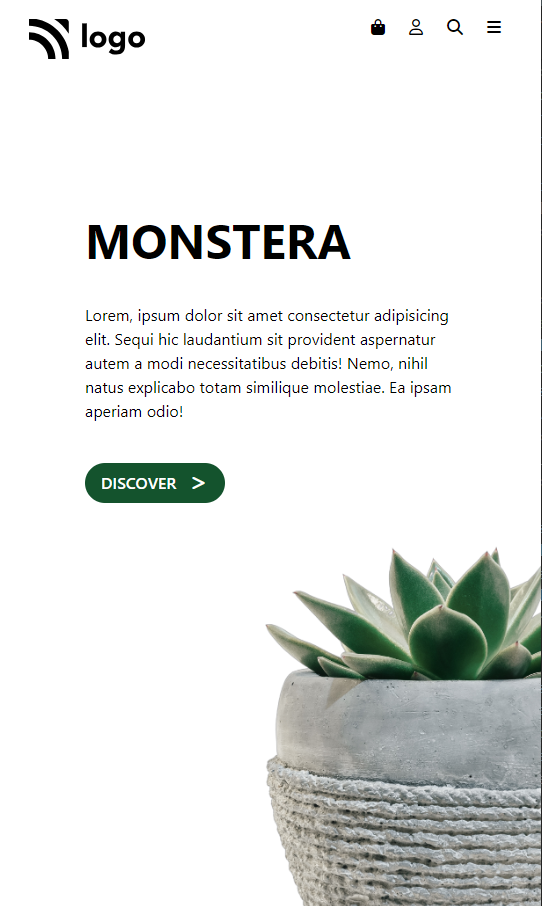 logo
MONSTERA
Lorem, ipsum dolor sit amet consectetur adipisicing
elit. Sequi hic laudantium sit provident aspernatur
autem a modi necessitatibus debitis! Nemo, nihil
natus explicabo totam similique molestiae. Ea ipsam
aperiam odio!
DISCOVER >